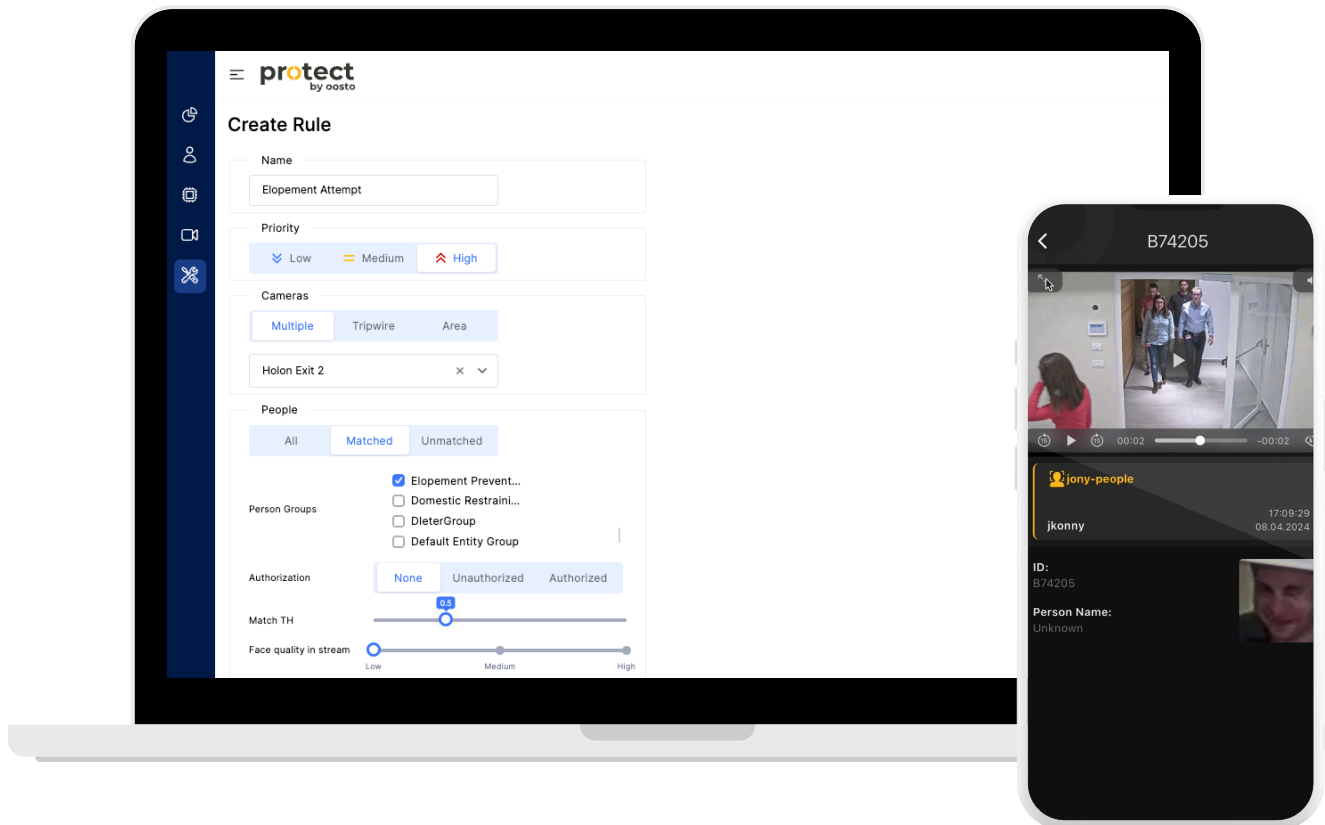 protect
by oosto
Create Rule
Name
Elopement Attempt
Priority
Low Medium High
Cameras
Multiple Tripwire Area
Holon Exit 2
People
All Matched Unmatched
Person Groups
Elopement Prevent...
Domestic Restraini...
DIeterGroup
Default Entity Group
Authorization
None Unauthorized Authorized
0.5
Match TH
Face quality in stream
Low Medium High
B74205
15 15 00:02 -00:02
jony-people
17:09:29
jkonny 08.04.2024
ID:
B74205
Person Name:
Unknown